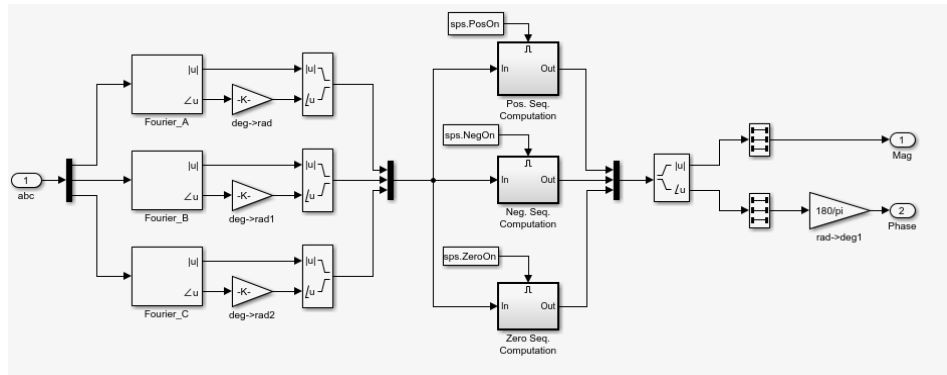 sps.PosOn
In
Out
Pos. Seq.
Computation
|u|
∠u
Fourier_A
-K-
deg->rad
|u|
∠u
sps.NegOn
In
Out
Neg. Seq.
Computation
|u|
∠u
Fourier_B
-K-
deg->rad1
|u|
∠u
1
abc
|u|
∠u
Fourier_C
-K-
deg->rad2
|u|
∠u
sps.ZeroOn
In
Out
Zero Seq.
Computation
|u|
∠u
1
Mag
180/pi
rad->deg1
2
Phase